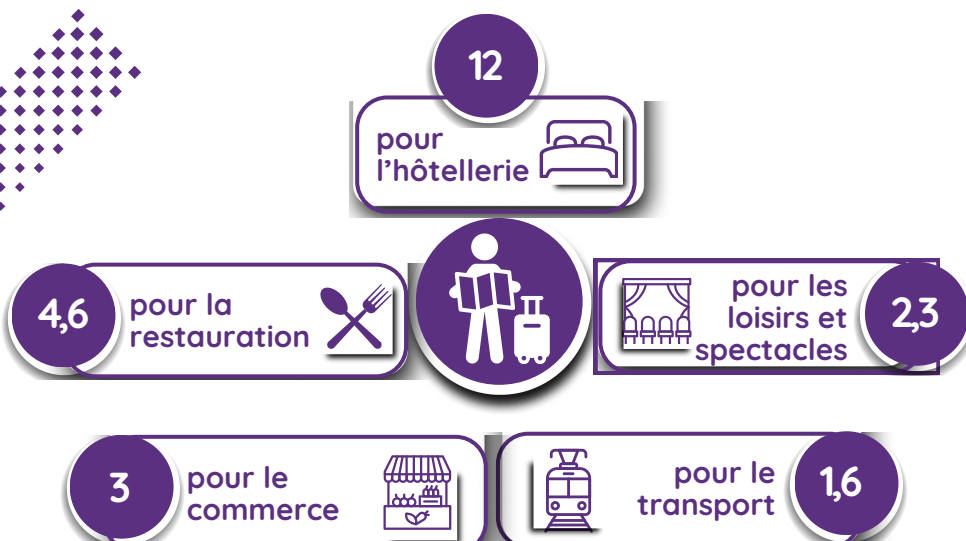 12
pour
l’hôtellerie
4,6
pour la
restauration
pour les
loisirs et
spectacles
2,3
3
pour le
commerce
pour le
transport
1,6